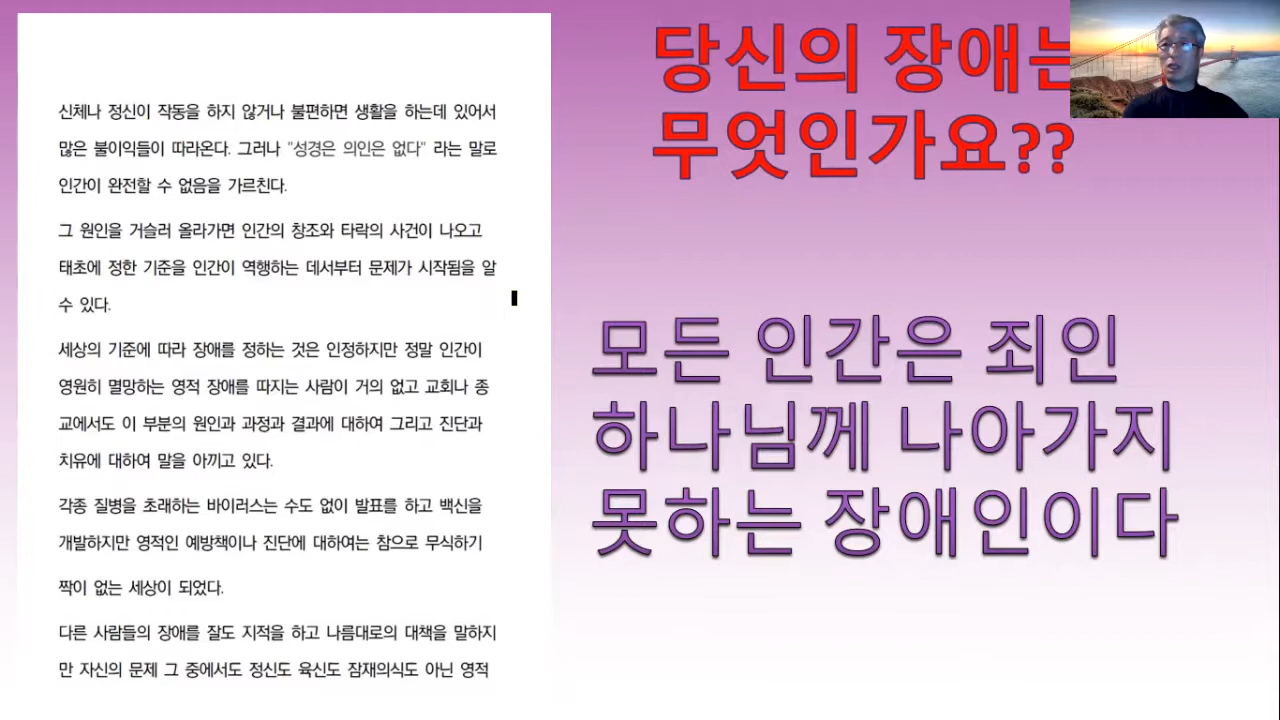 신체나 정신이 작동을 하지 않거나 불편하면 생활을 하는데 있어서
많은 불이익들이 따라온다. 그러나 "성경은 의인은 없다" 라는 말로
인간이 완전할 수 없음을 가르친다.
그 원인을 거슬러 올라가면 인간의 창조와 타락의 사건이 나오고
태초에 정한 기준을 인간이 역행하는 데서부터 문제가 시작됨을 알
수 있다.
세상의 기준에 따라 장애를 정하는 것은 인정하지만 정말 인간이
영원히 멸망하는 영적 장애를 따지는 사람이 거의 없고 교회나 종
교에서도 이 부분의 원인과 과정과 결과에 대하여 그리고 진단과
치유에 대하여 말을 아끼고 있다.
각종 질병을 초래하는 바이러스는 수도 없이 발표를 하고 백신을
개발하지만 영적인 예방책이나 진단에 대하여는 참으로 무식하기
짝이 없는 세상이 되었다.
다른 사람들의 장애를 잘도 지적을 하고 나름대로의 대책을 말하지
만 자신의 문제 그 중에서도 정신도 육신도 잠재의식도 아닌 영적
당신의 장애는
무엇인가요??
모든 인간은 죄인
하나님께 나아가지
못하는 장애인이다